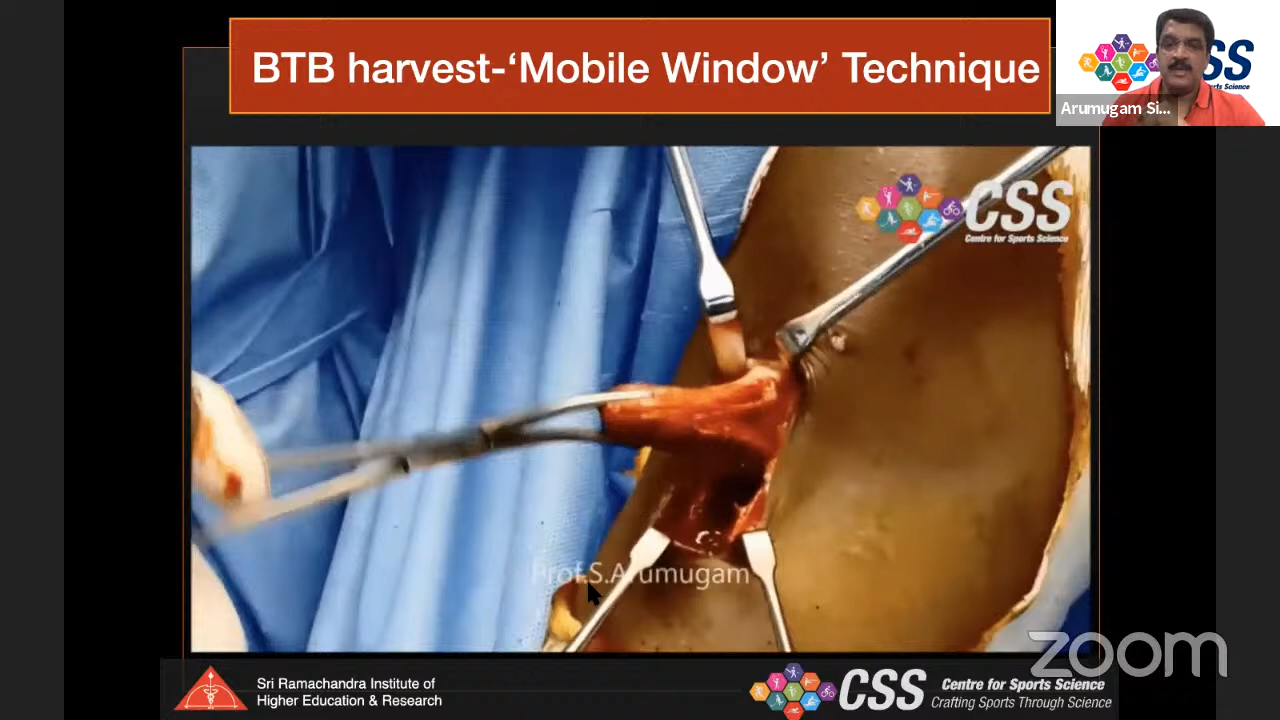 BTB harvest-‘Mobile Window’ Technique
Arumugam Si...
CSS
Centre for Sports Science
Prof.S.Arumugam
zoom
Sri Ramachandra Institute of
Higher Education & Research
CSS
Centre for Sports Science
Crafting Sports Through Science